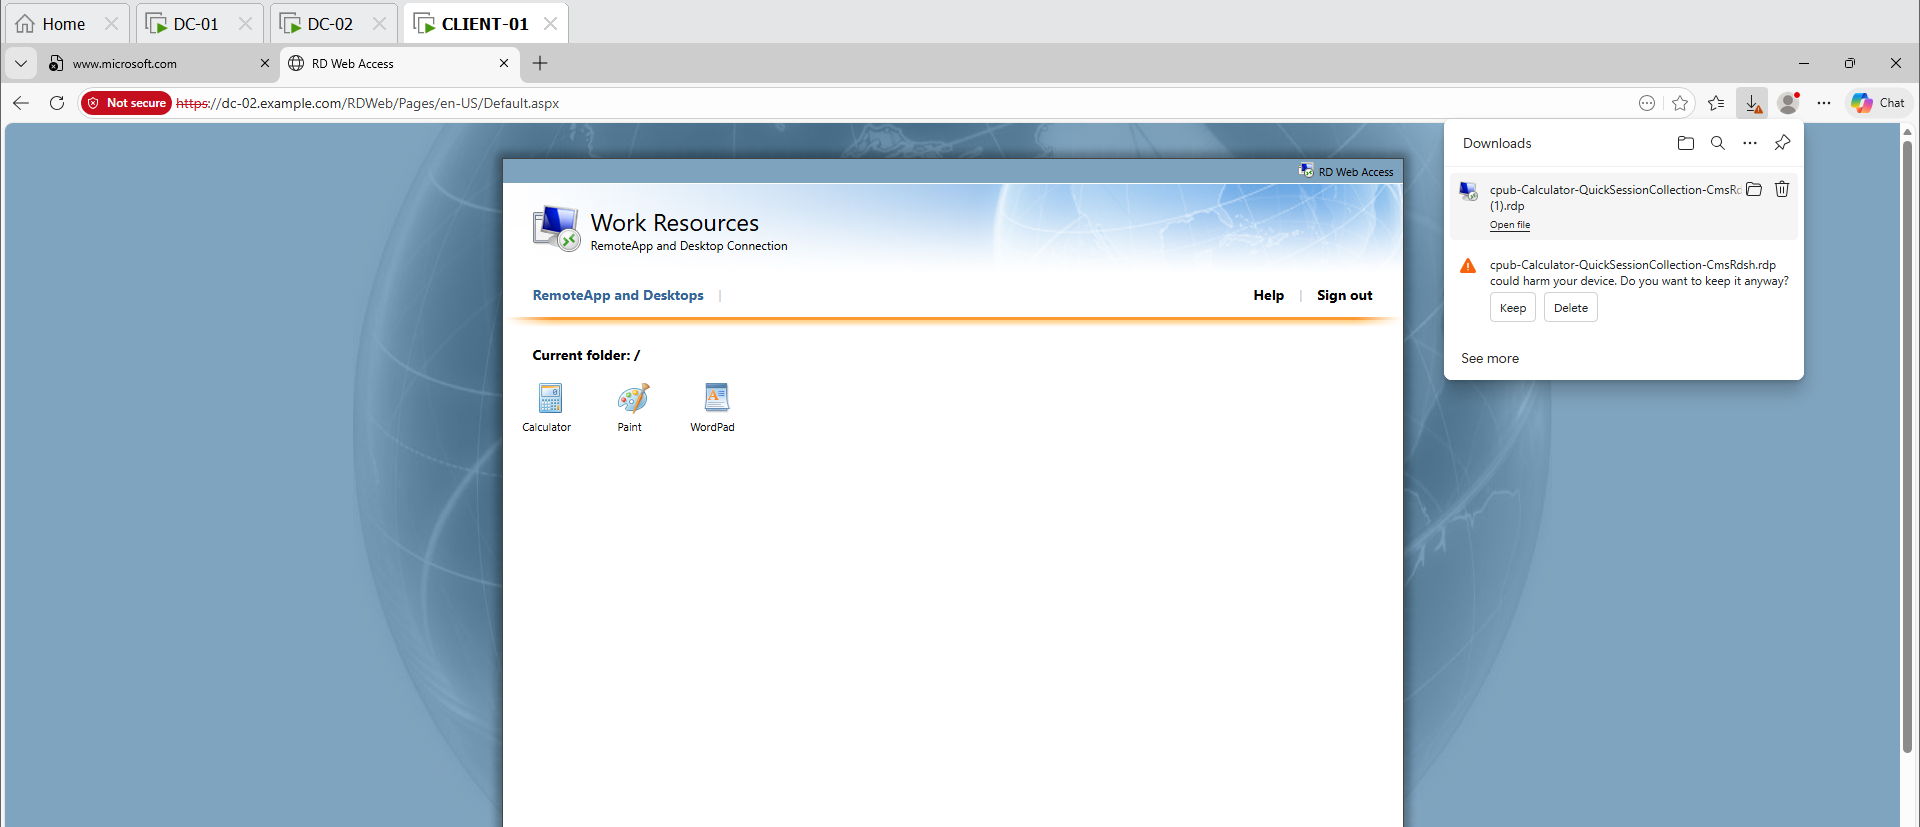 Home
DC-01
DC-02
CLIENT-01
www.microsoft.com
RD Web Access
Not secure
https://dc-02.example.com/RDWeb/Pages/en-US/Default.aspx
Chat
Downloads
cpub-Calculator-QuickSessionCollection-CmsRd
(1).rdp
Open file
cpub-Calculator-QuickSessionCollection-CmsRdsh.rdp
could harm your device. Do you want to keep it anyway?
Keep
Delete
See more
RD Web Access
Work Resources
RemoteApp and Desktop Connection
RemoteApp and Desktops
Help
Sign out
Current folder: /
Calculator
Paint
WordPad